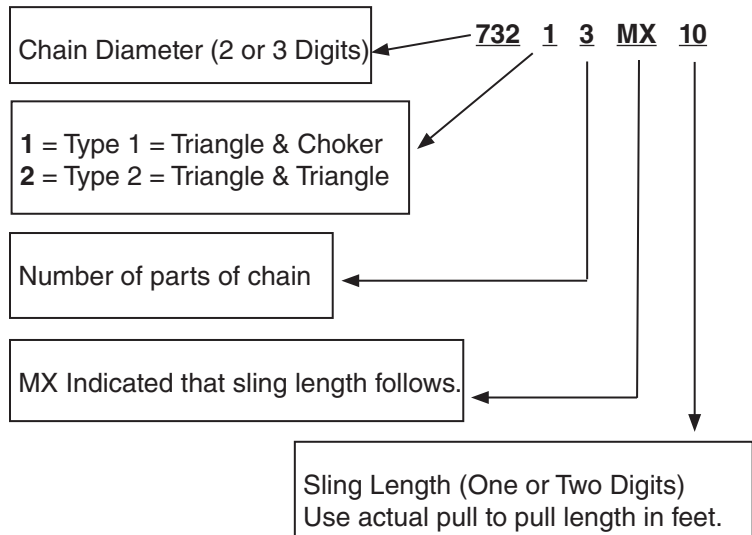 732 1 3 MX 10
Chain Diameter (2 or 3 Digits)
1 = Type 1 = Triangle & Choker
2 = Type 2 = Triangle & Triangle
Number of parts of chain
MX Indicated that sling length follows.
Sling Length (One or Two Digits)
Use actual pull to pull length in feet.